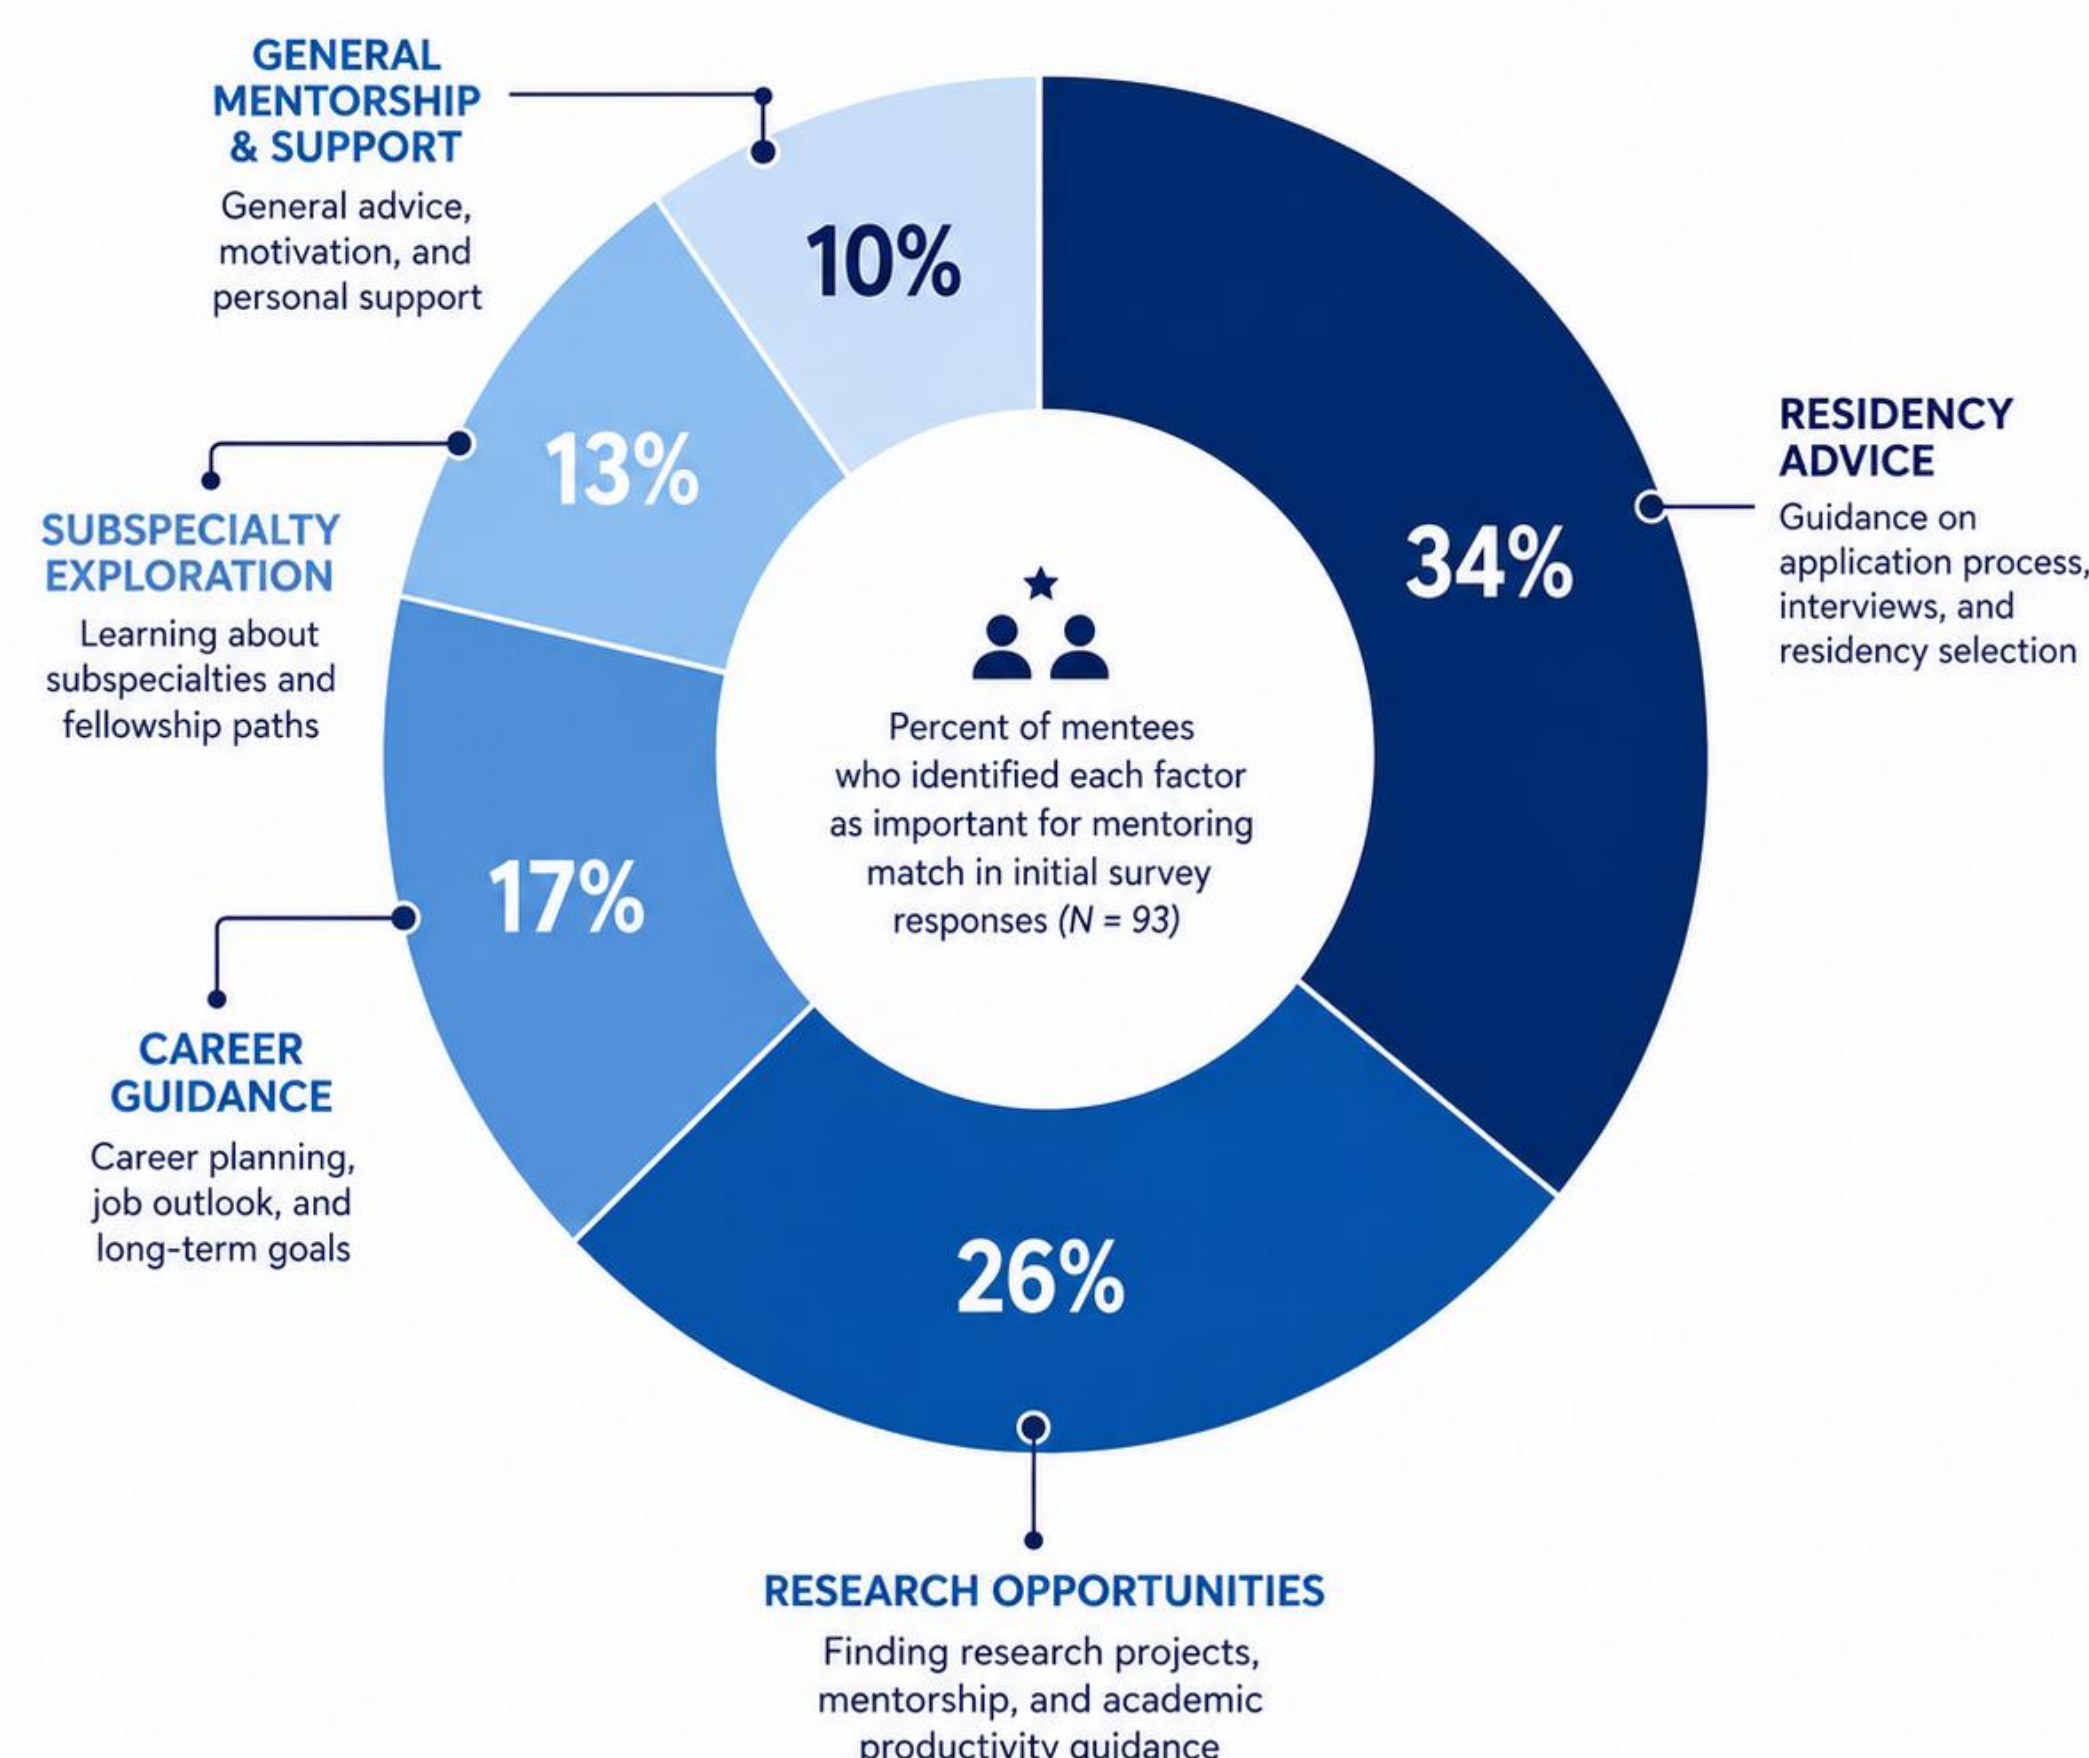 GENERAL
MENTORSHIP
& SUPPORT
General advice,
motivation, and
personal support
10%
RESIDENCY
ADVICE
Guidance on
application process,
interviews, and
residency selection
34%
13%
SUBSPECIALTY
EXPLORATION
Learning about
subspecialties and
fellowship paths
Percent of mentees
who identified each factor
as important for mentoring
match in initial survey
responses (N = 93)
17%
CAREER
GUIDANCE
Career planning,
job outlook, and
long-term goals
26%
RESEARCH OPPORTUNITIES
Finding research projects,
mentorship, and academic
productivity guidance